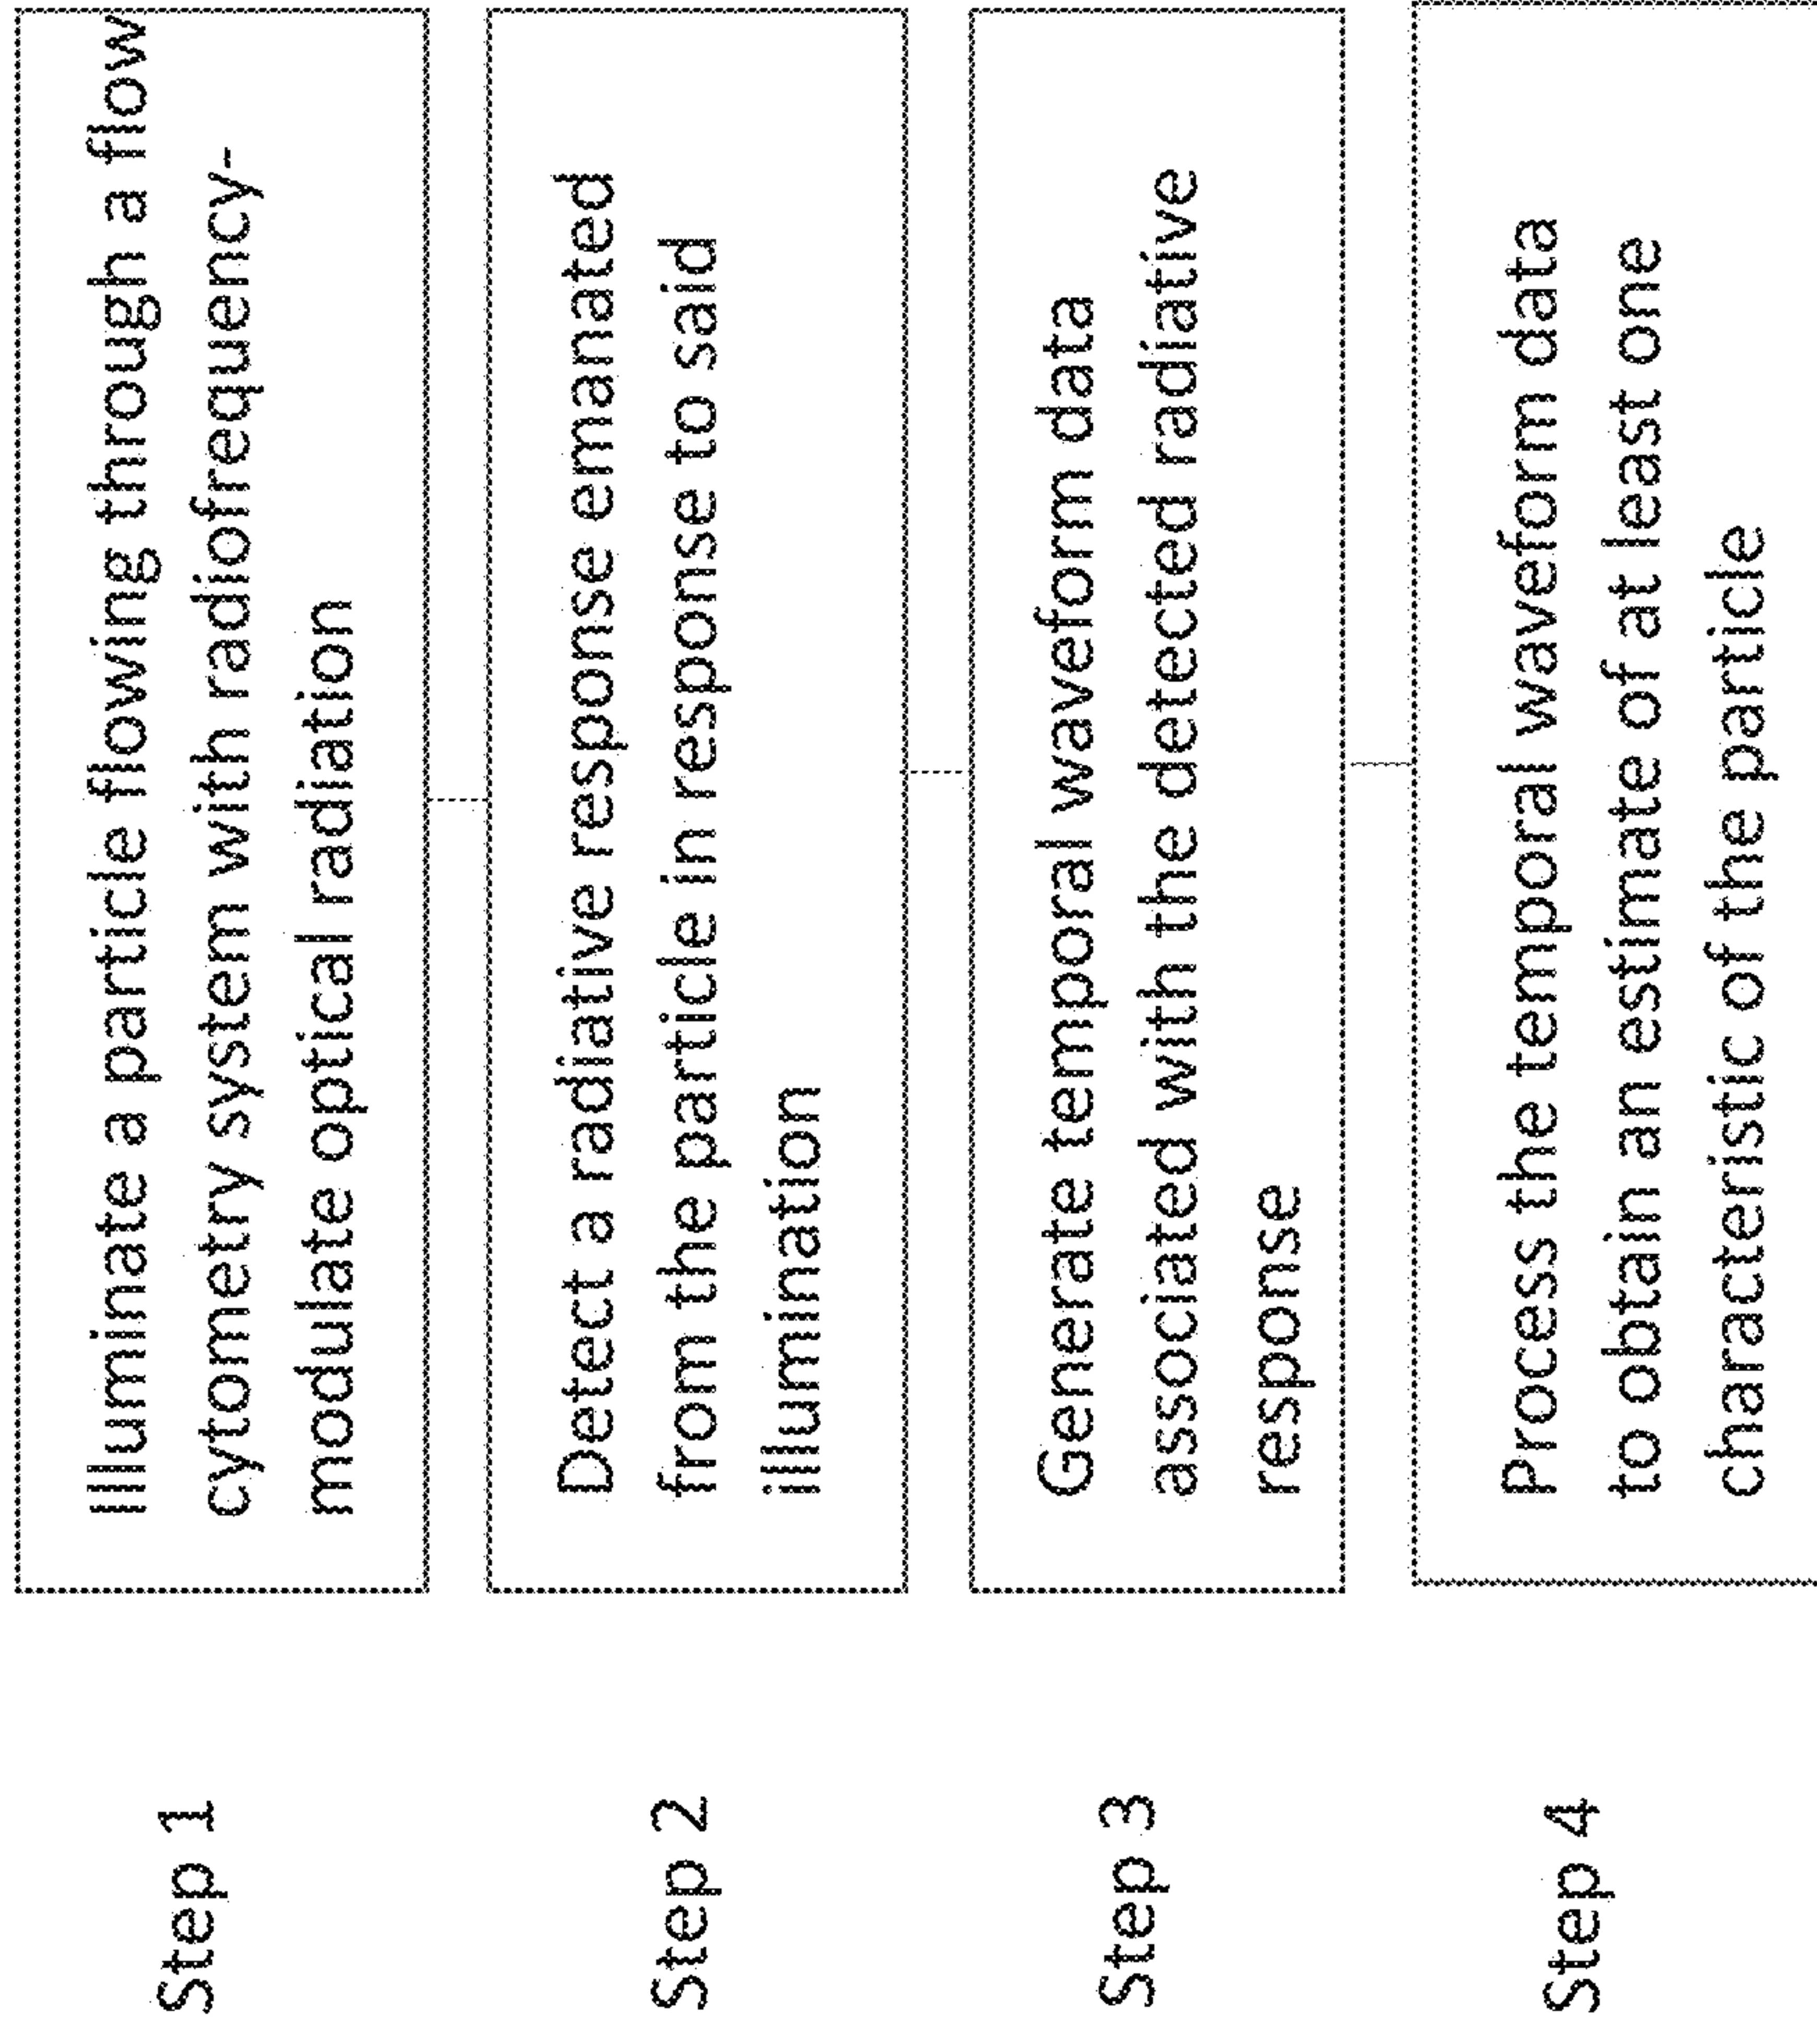 Step 1
Illuminate a particle flowing through a flow
cytometry system with radiofrequency-
modulate optical radiation
Step 2
Detect a radiative response emanated
from the particle in response to said
illumination
Step 3
Generate temporal waveform data
associated with the detected radiative
response
Step 4
Process the temporal waveform data
to obtain an estimate of at least one
characteristic of the particle